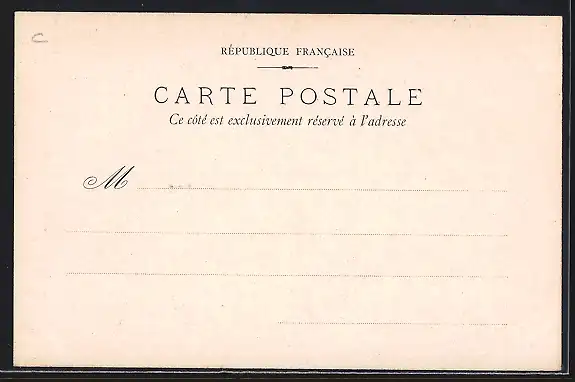 C
RÉPUBLIQUE FRANÇAISE
CARTE POSTALE
Ce côté est exclusivement réservé à l'adresse
M